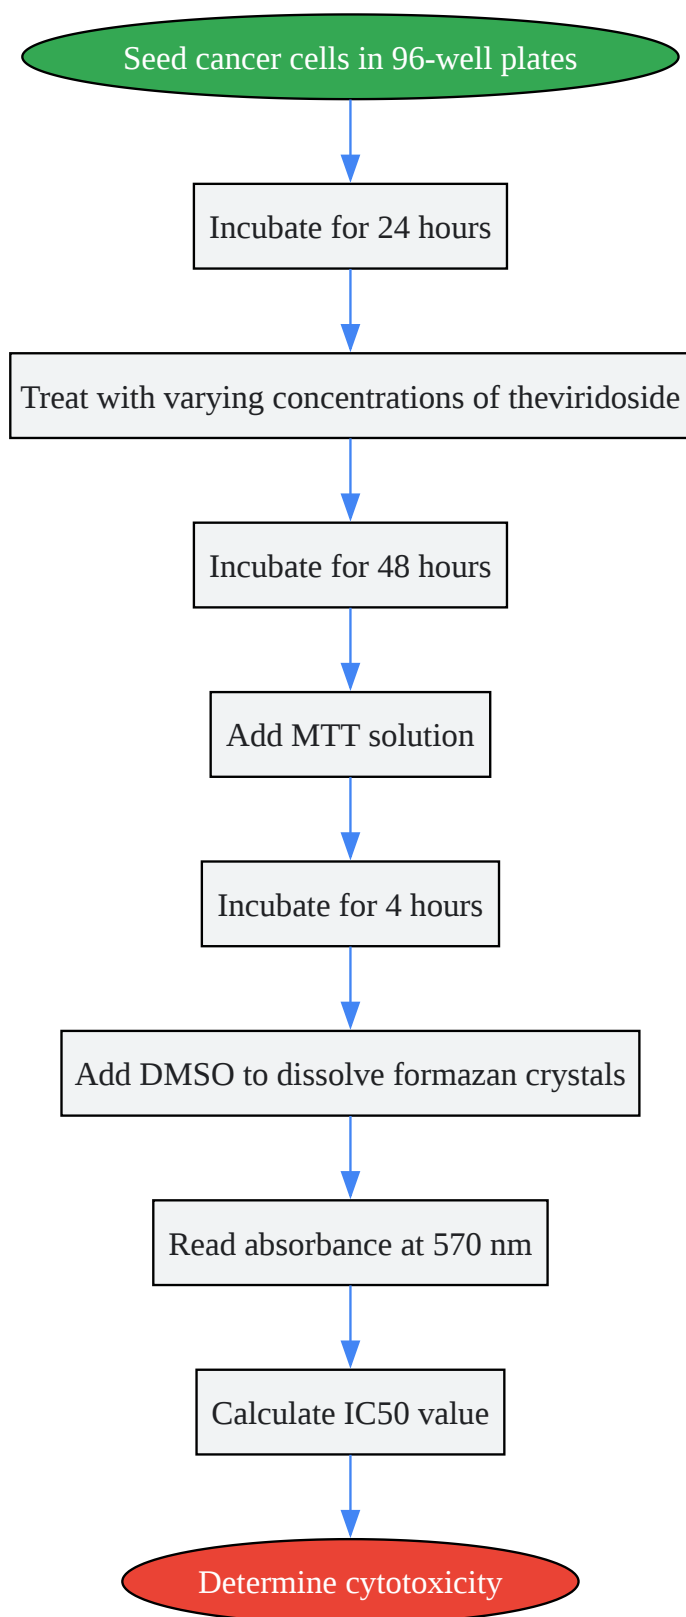 Seed cancer cells in 96-well plates
Incubate for 24 hours
Treat with varying concentrations of theviridoside
Incubate for 48 hours
Add MTT solution
Incubate for 4 hours
Add DMSO to dissolve formazan crystals
Read absorbance at 570 nm
Calculate IC50 value
Determine cytotoxicity